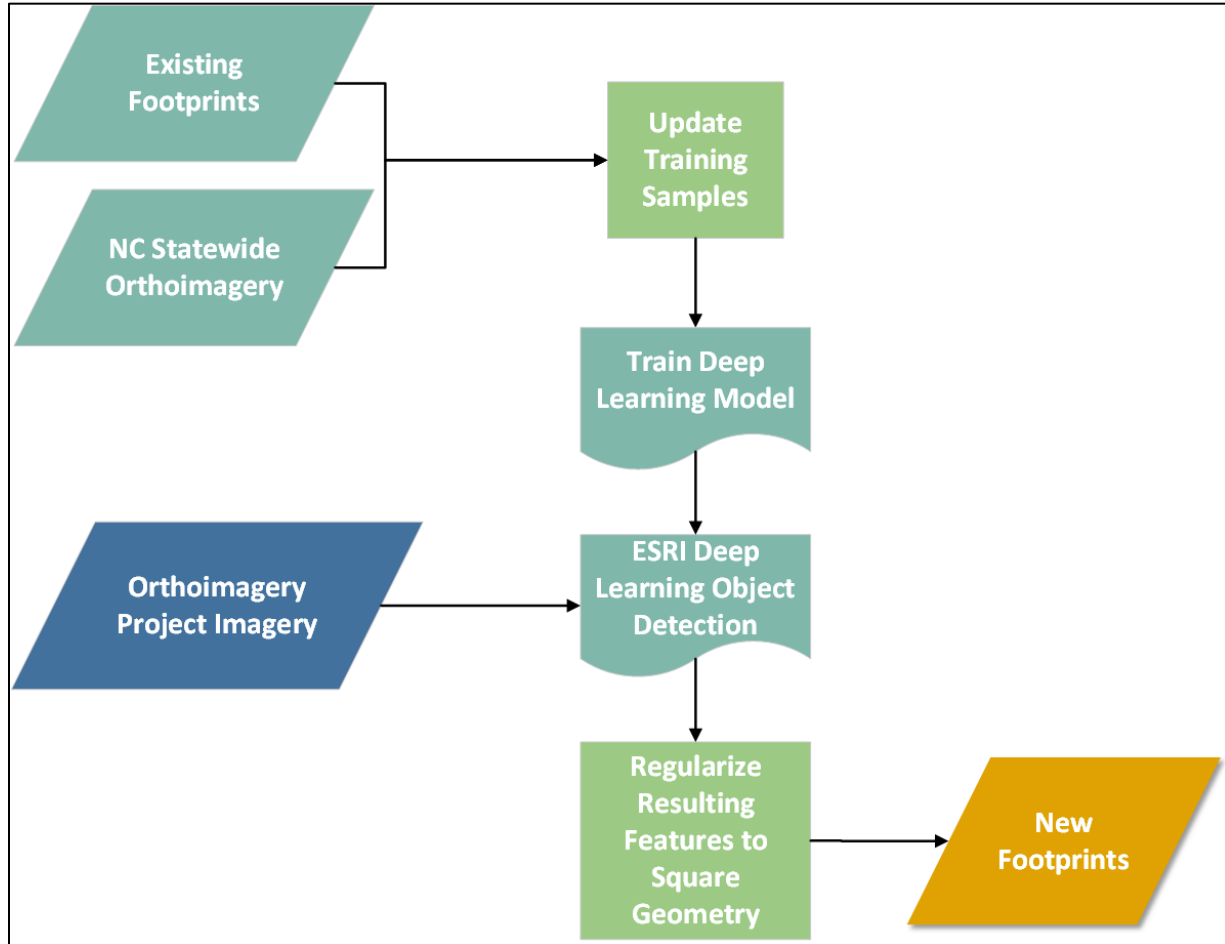 Existing
Footprints
Update
Training
Samples
NC Statewide
Orthoimagery
Train Deep
Learning Model
Orthoimagery
Project Imagery
ESRI Deep
Learning Object
Detection
Regularize
Resulting
Features to
Square
Geometry
New
Footprints